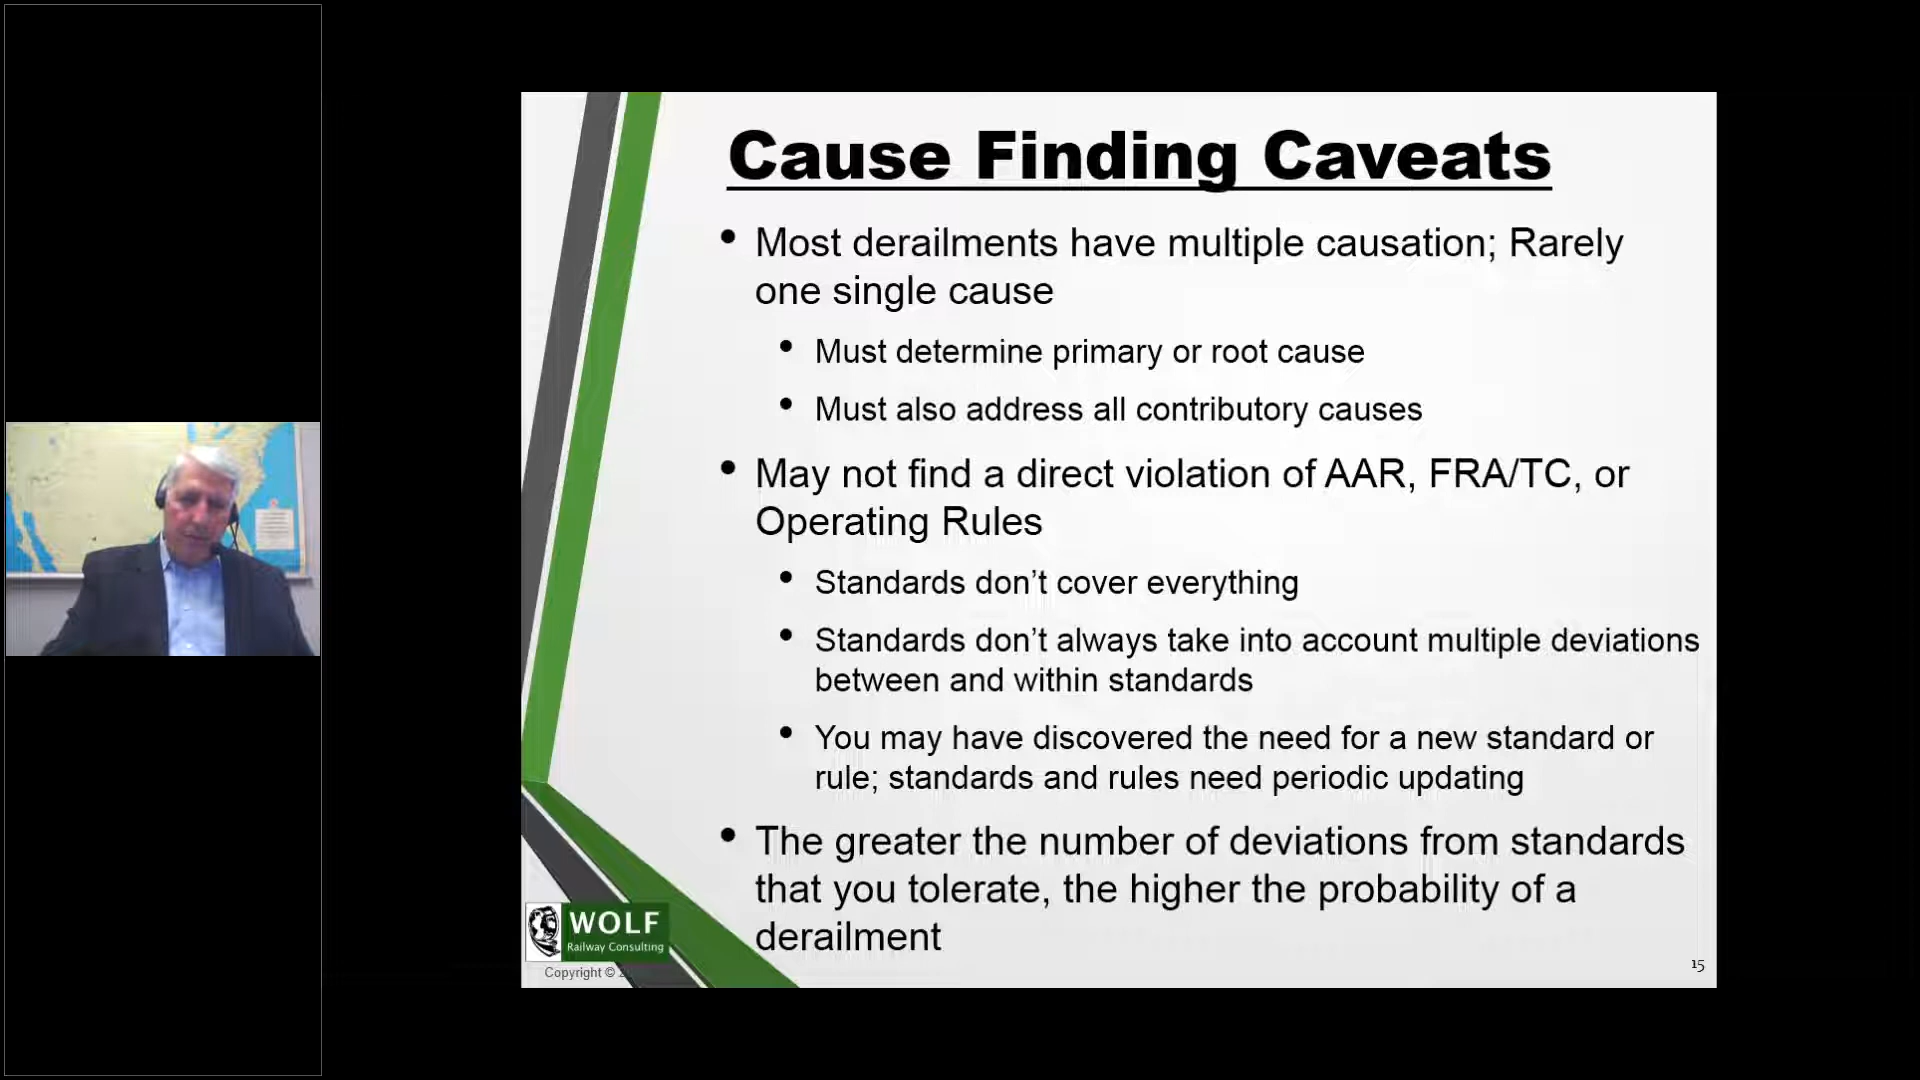 Cause Finding Caveats
• Most derailments have multiple causation; Rarely
one single cause
• Must determine primary or root cause
• Must also address all contributory causes
• May not find a direct violation of AAR, FRA/TC, or
Operating Rules
• Standards don’t cover everything
• Standards don’t always take into account multiple deviations
between and within standards
• You may have discovered the need for a new standard or
rule; standards and rules need periodic updating
• The greater the number of deviations from standards
that you tolerate, the higher the probability of a
derailment
WOLF
Railway Consulting
Copyright ©
15